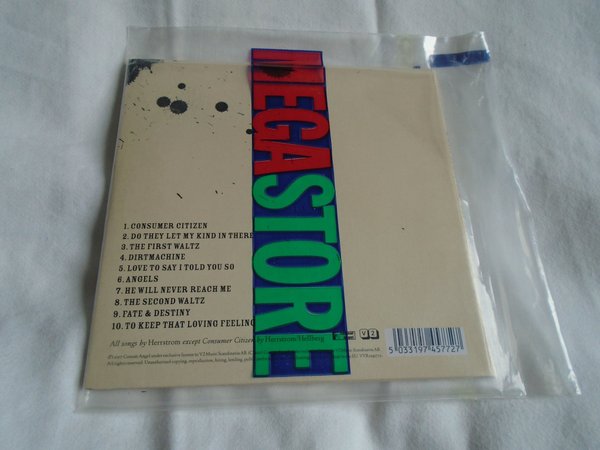 MEGASTORE
1. CONSUMER CITIZEN
2. DO THEY LET MY KIND IN THERE
3. THE FIRST WALTZ
4. DIRTMACHINE
5. LOVE TO SAY I TOLD YOU SO
6. ANGELS
7. HE WILL NEVER REACH ME
8. THE SECOND WALTZ
9. FATE & DESTINY
10. TO KEEP THAT LOVING FEELING
All songs by Herrstrom except Consumer Citizen by Herrstrom/Hellberg
V2
5 033197 457727